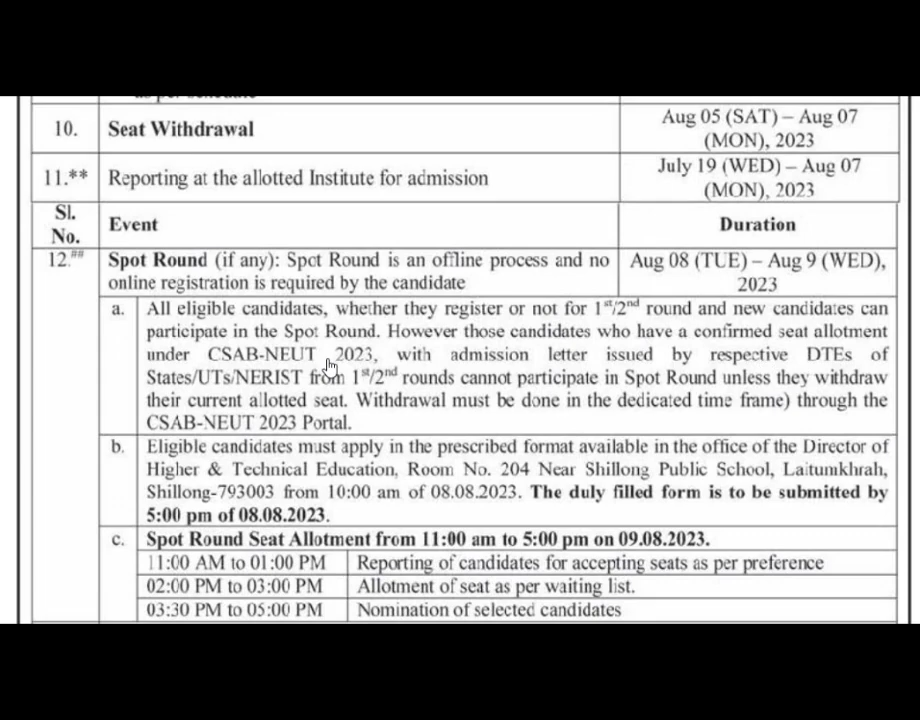 as per schedule
10. Seat Withdrawal Aug 05 (SAT) – Aug 07
(MON), 2023
11.** Reporting at the allotted Institute for admission July 19 (WED) – Aug 07
(MON), 2023
Sl.
No. Event Duration
12.## Spot Round (if any): Spot Round is an offline process and no Aug 08 (TUE) – Aug 9 (WED),
online registration is required by the candidate 2023
a. All eligible candidates, whether they register or not for 1st/2nd round and new candidates can
participate in the Spot Round. However those candidates who have a confirmed seat allotment
under CSAB-NEUT 2023, with admission letter issued by respective DTEs of
States/UTs/NERIST from 1st/2nd rounds cannot participate in Spot Round unless they withdraw
their current allotted seat. Withdrawal must be done in the dedicated time frame) through the
CSAB-NEUT 2023 Portal.
b. Eligible candidates must apply in the prescribed format available in the office of the Director of
Higher & Technical Education, Room No. 204 Near Shillong Public School, Laitumkhrah,
Shillong-793003 from 10:00 am of 08.08.2023. The duly filled form is to be submitted by
5:00 pm of 08.08.2023.
c. Spot Round Seat Allotment from 11:00 am to 5:00 pm on 09.08.2023.
11:00 AM to 01:00 PM Reporting of candidates for accepting seats as per preference
02:00 PM to 03:00 PM Allotment of seat as per waiting list.
03:30 PM to 05:00 PM Nomination of selected candidates